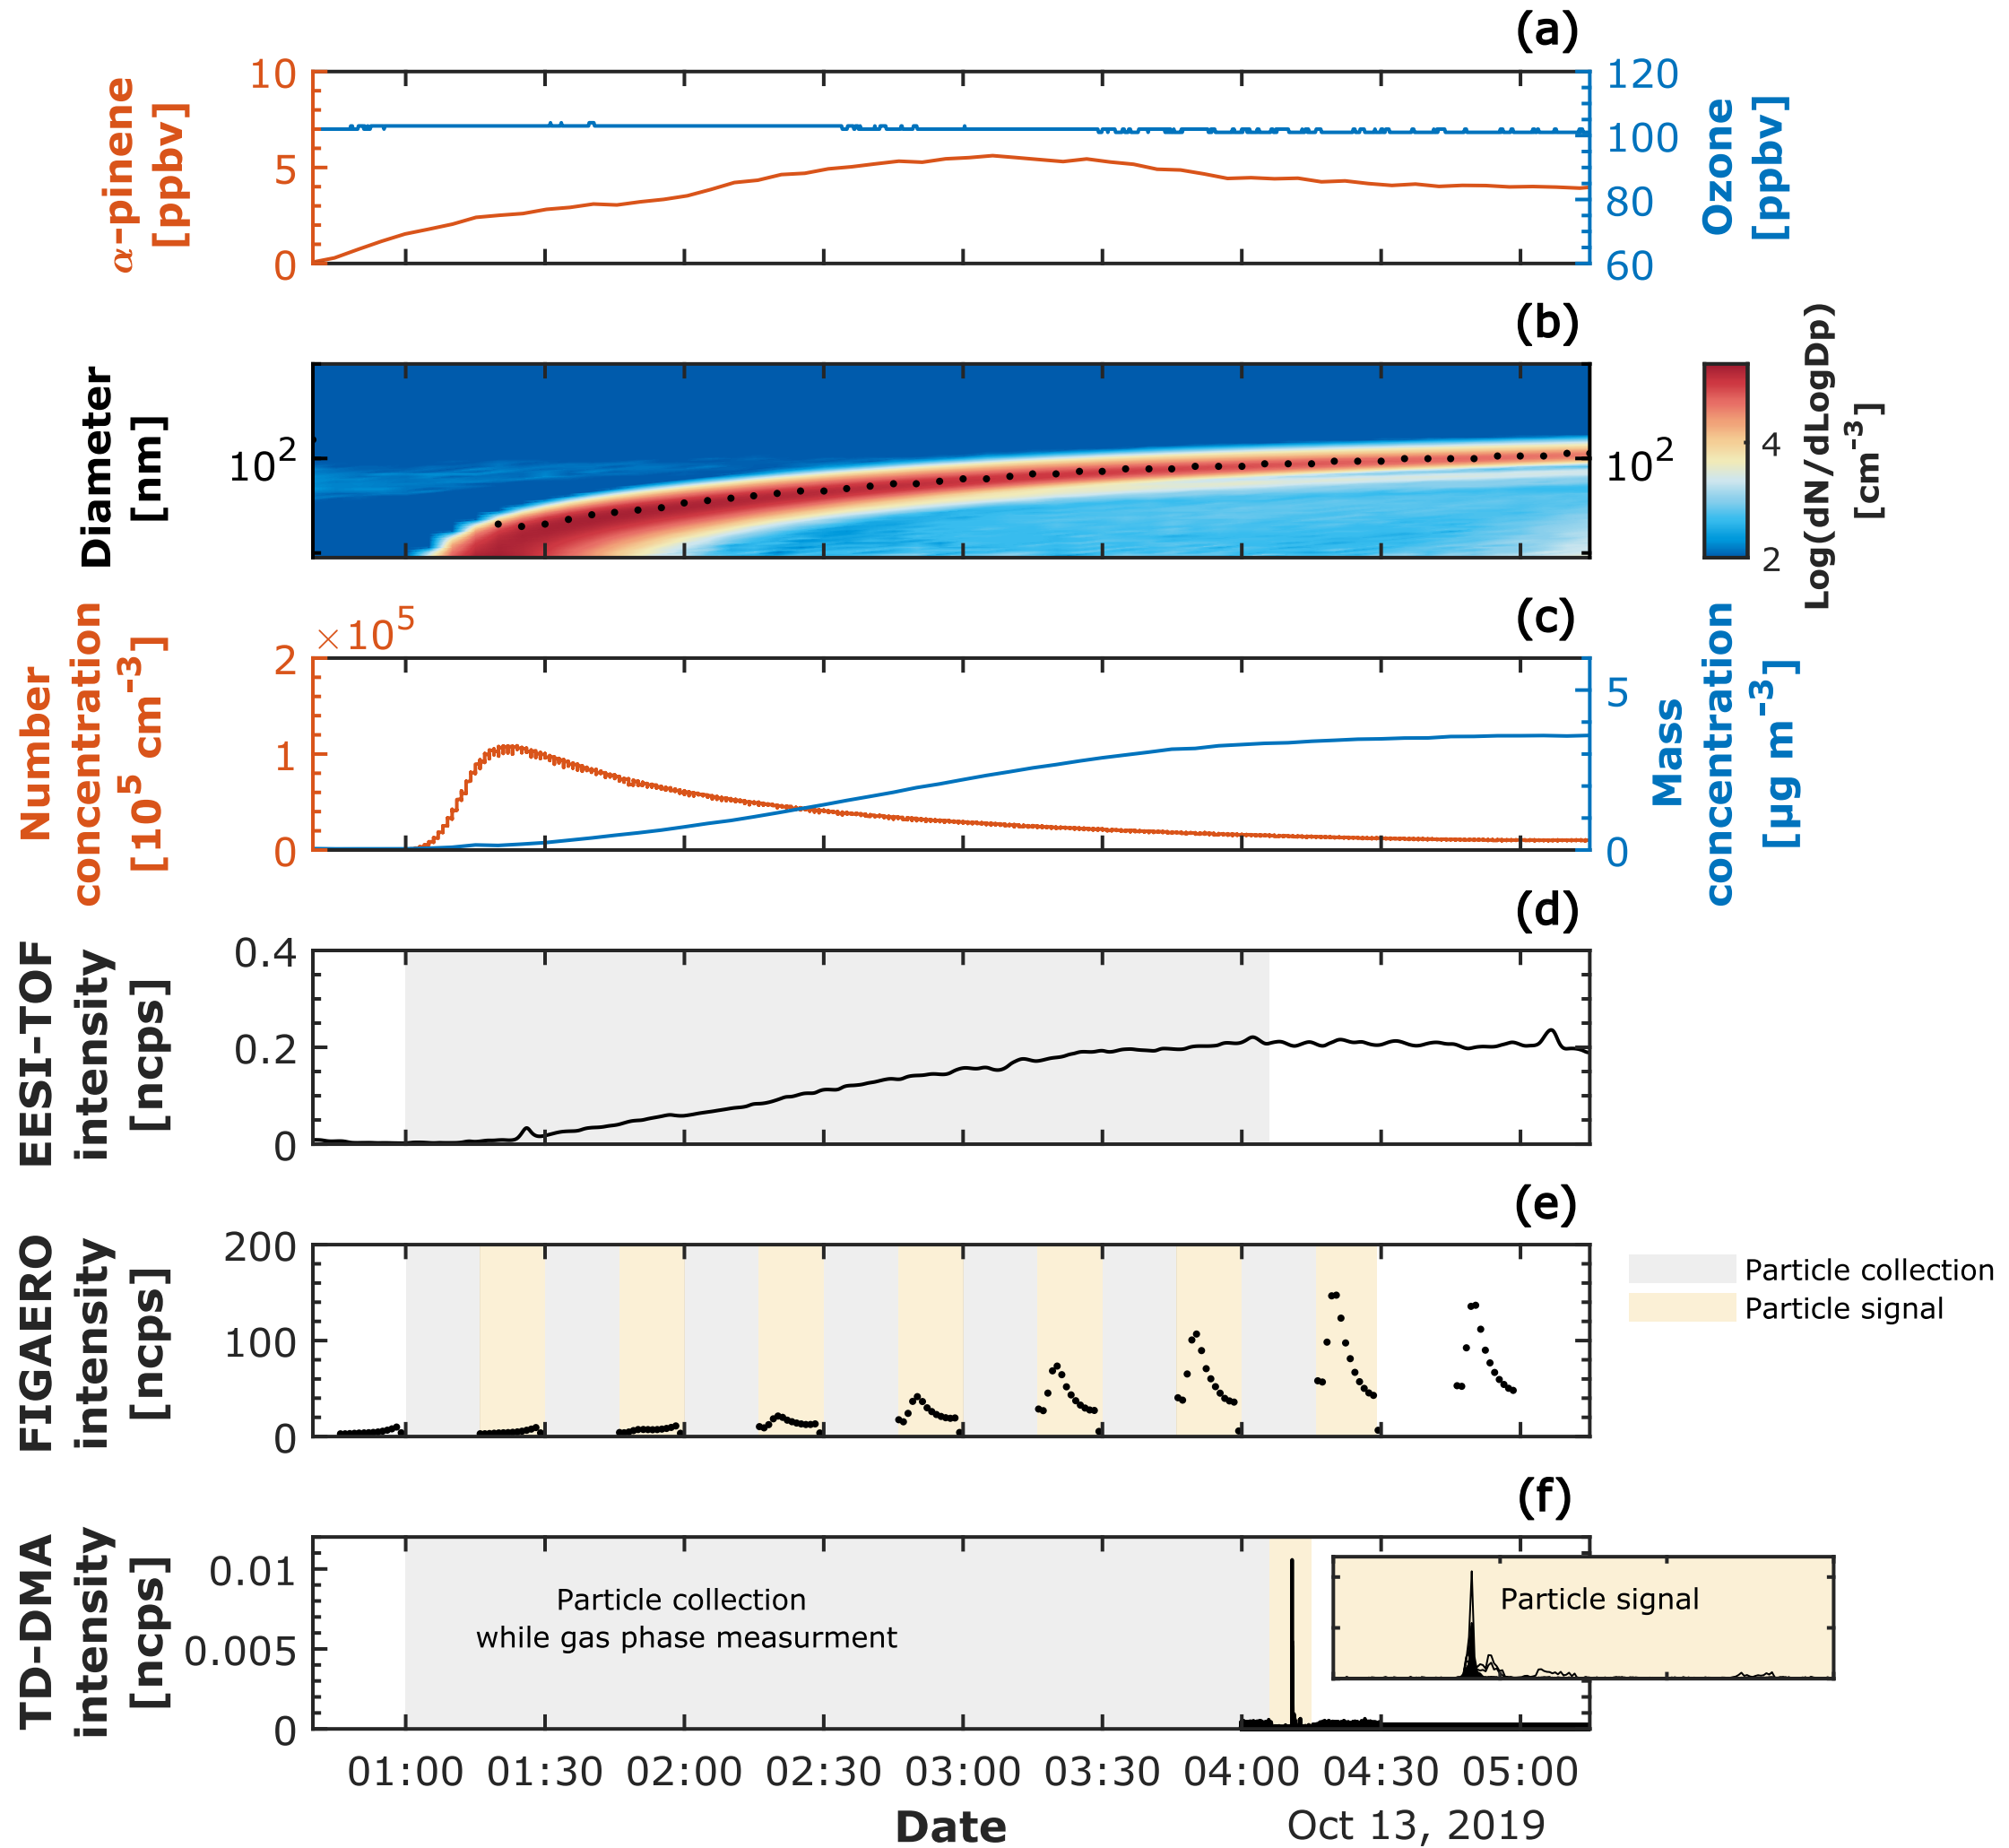 (a)
α-pinene
[ppbv]
10
5
0
120
100
80
60
Ozone
[ppbv]
(b)
Diameter
[nm]
10²
10²
4
2
Log(dN/dLogDp)
[cm⁻³]
(c)
Number
concentration
[10⁵ cm⁻³]
×10⁵
2
1
0
5
0
Mass
concentration
[µg m⁻³]
(d)
EESI-TOF
intensity
[ncps]
0.4
0.2
0
(e)
FIGAERO
intensity
[ncps]
200
100
0
Particle collection
Particle signal
(f)
TD-DMA
intensity
[ncps]
0.01
0.005
0
Particle collection
while gas phase measurment
Particle signal
01:00 01:30 02:00 02:30 03:00 03:30 04:00 04:30 05:00
Date
Oct 13, 2019